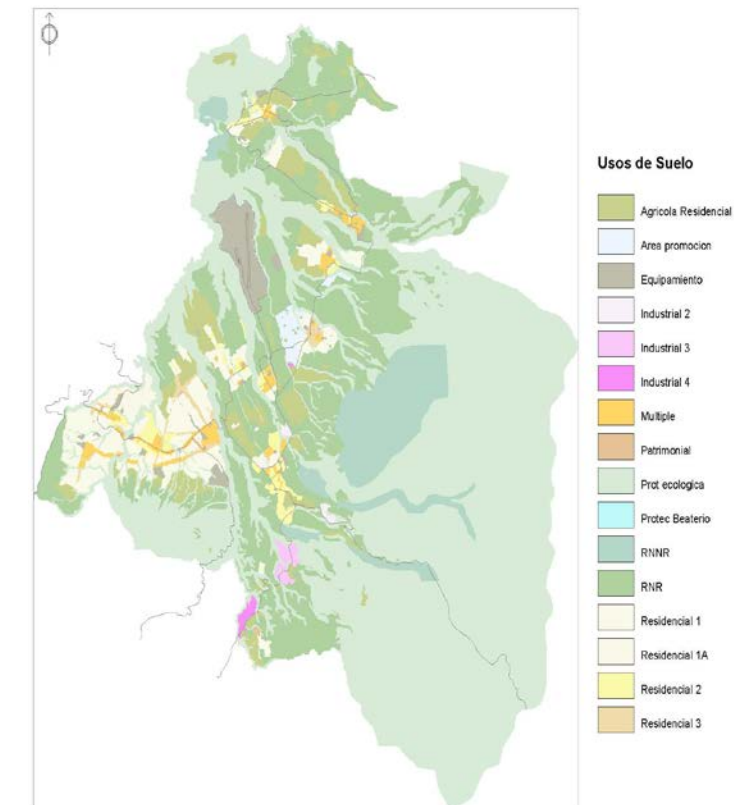 Usos de Suelo
Agricola Residencial
Area promocion
Equipamiento
Industrial 2
Industrial 3
Industrial 4
Multiple
Patrimonial
Prot ecologica
Protec Beaterio
RNNR
RNR
Residencial 1
Residencial 1A
Residencial 2
Residencial 3